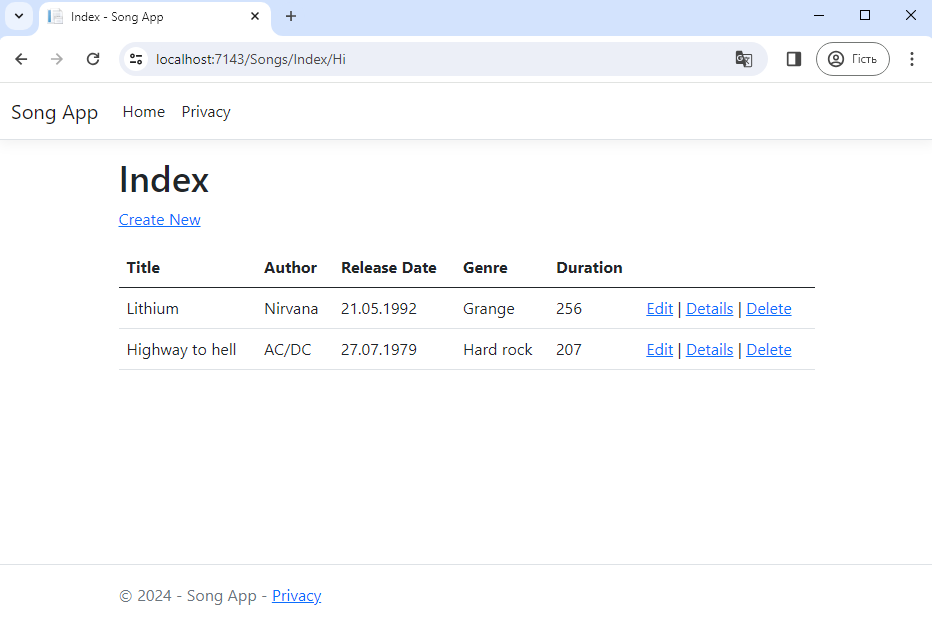 Index - Song App
localhost:7143/Songs/Index/Hi
Гість
Song App Home Privacy
Index
Create New
Title Author Release Date Genre Duration
Lithium Nirvana 21.05.1992 Grange 256 Edit | Details | Delete
Highway to hell AC/DC 27.07.1979 Hard rock 207 Edit | Details | Delete
© 2024 - Song App - Privacy